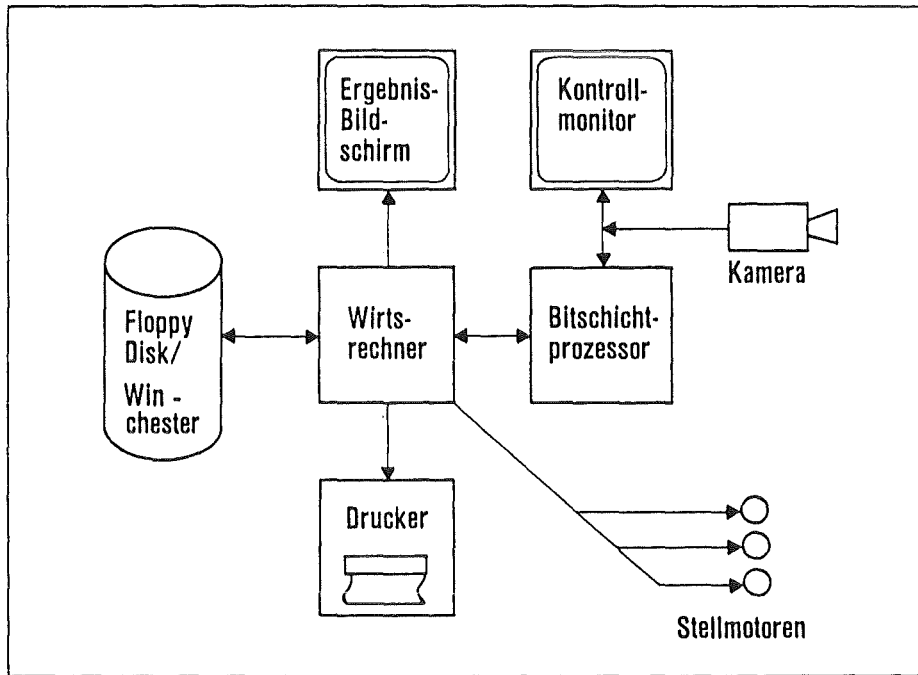 Ergebnis-
Bild-
schirm
Kontroll-
monitor
Kamera
Floppy
Disk/
Win -
chester
Wirts-
rechner
Bitschicht-
prozessor
Drucker
Stellmotoren